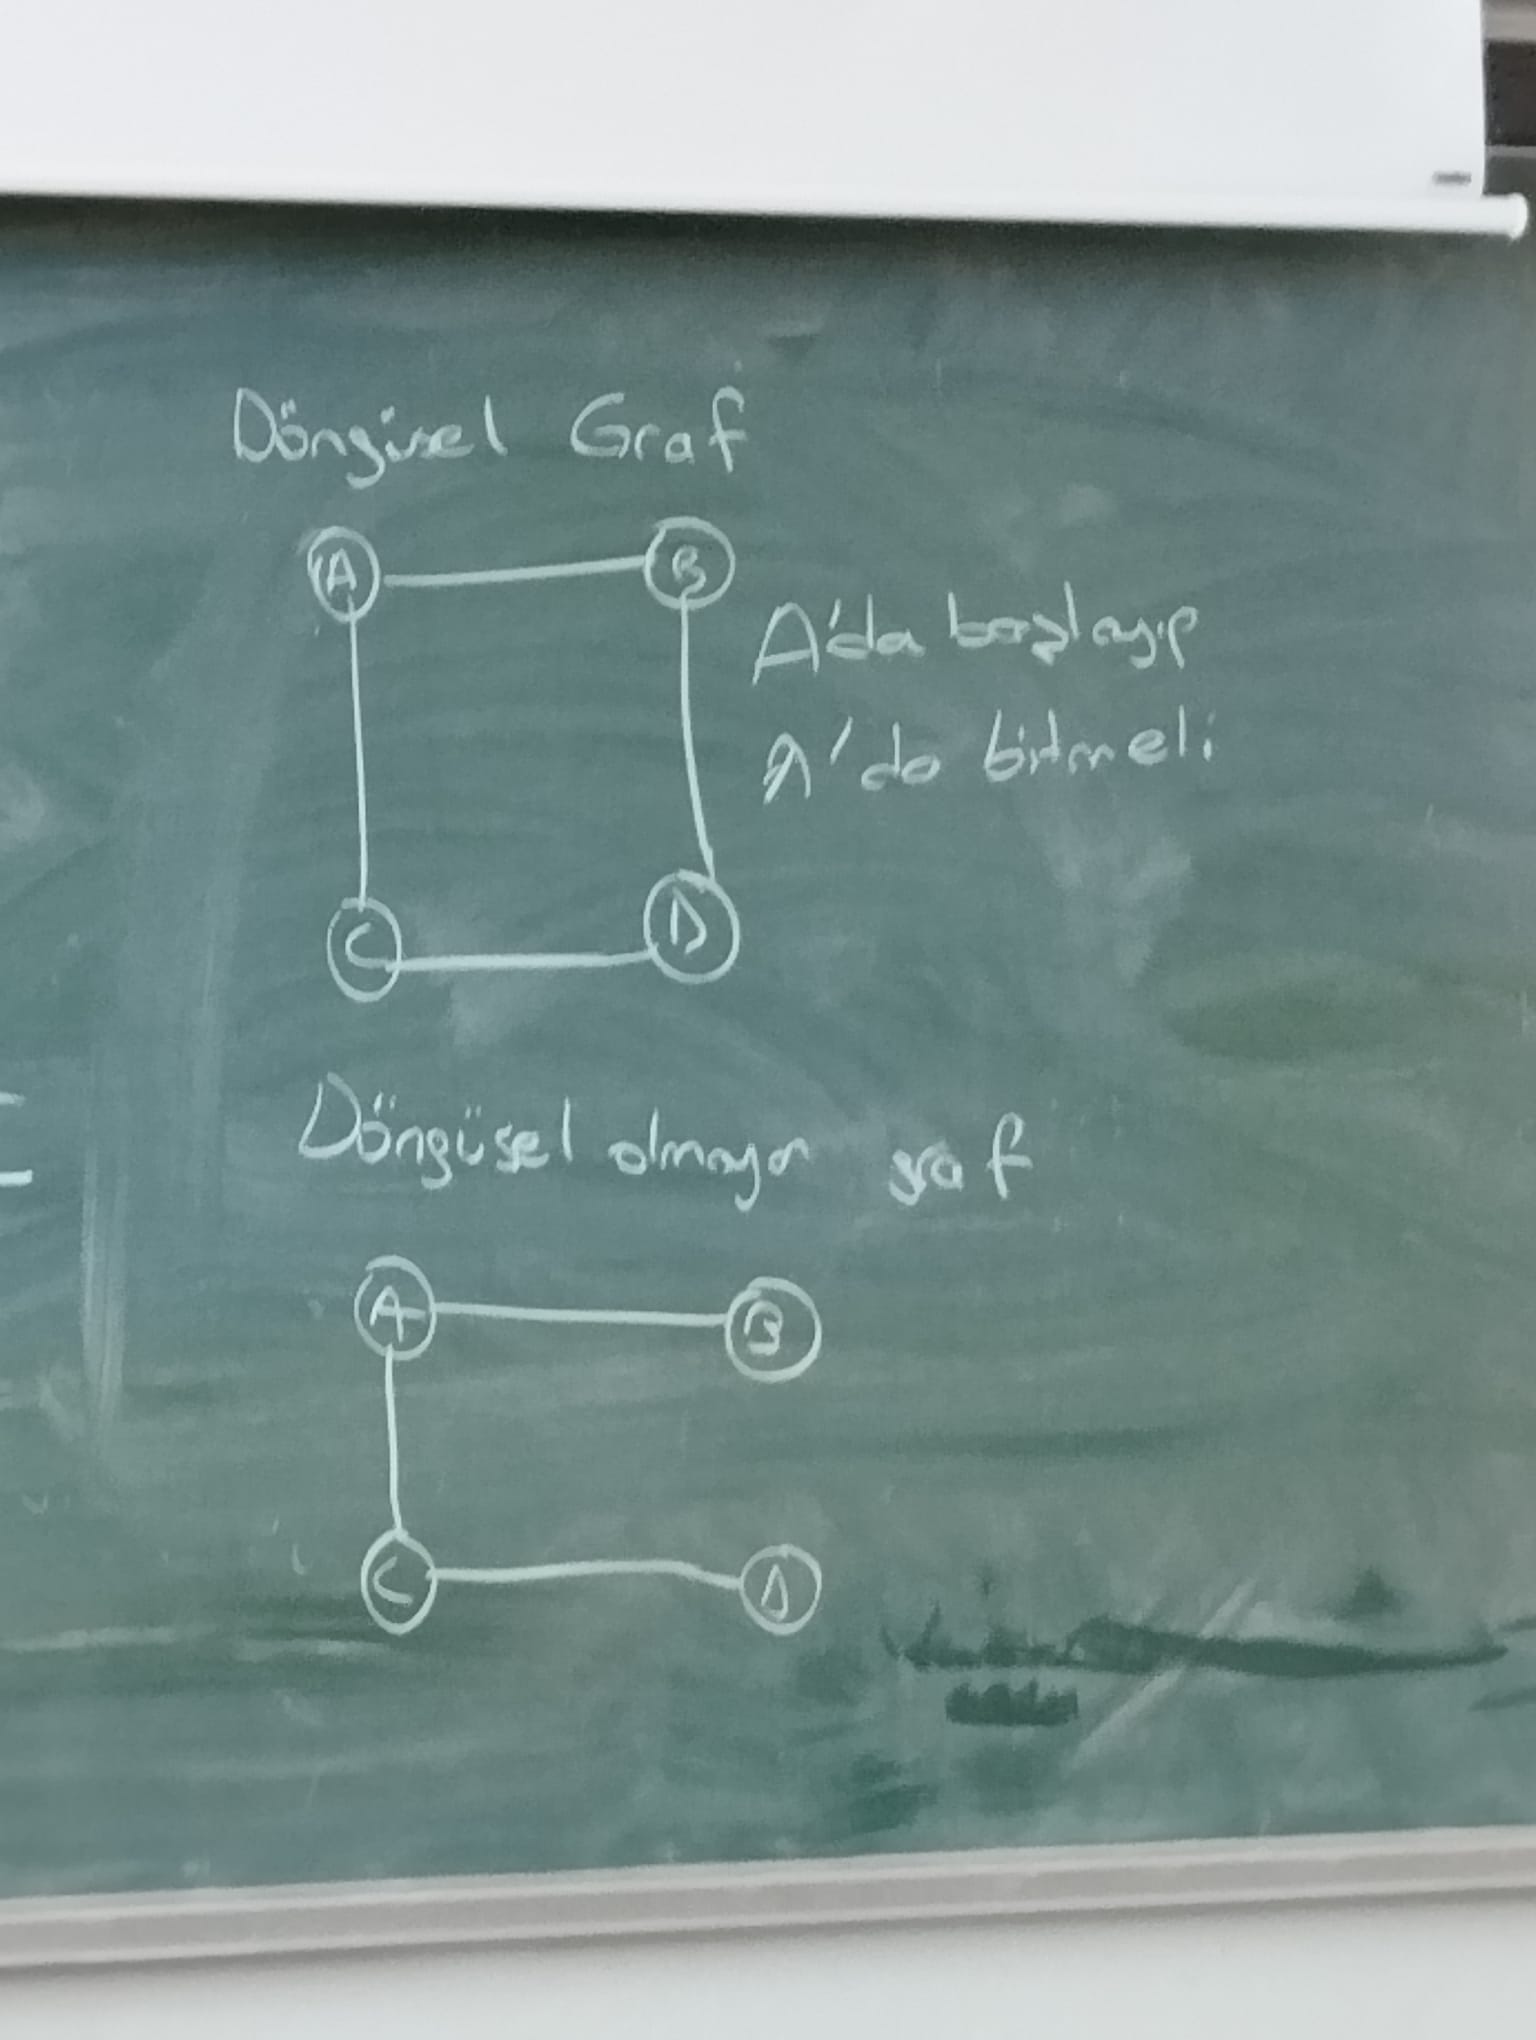 Döngüsel Graf
A
B
A'da başlayıp
A'da bitmeli
C
D
Döngüsel olmayan graf
A
B
C
D